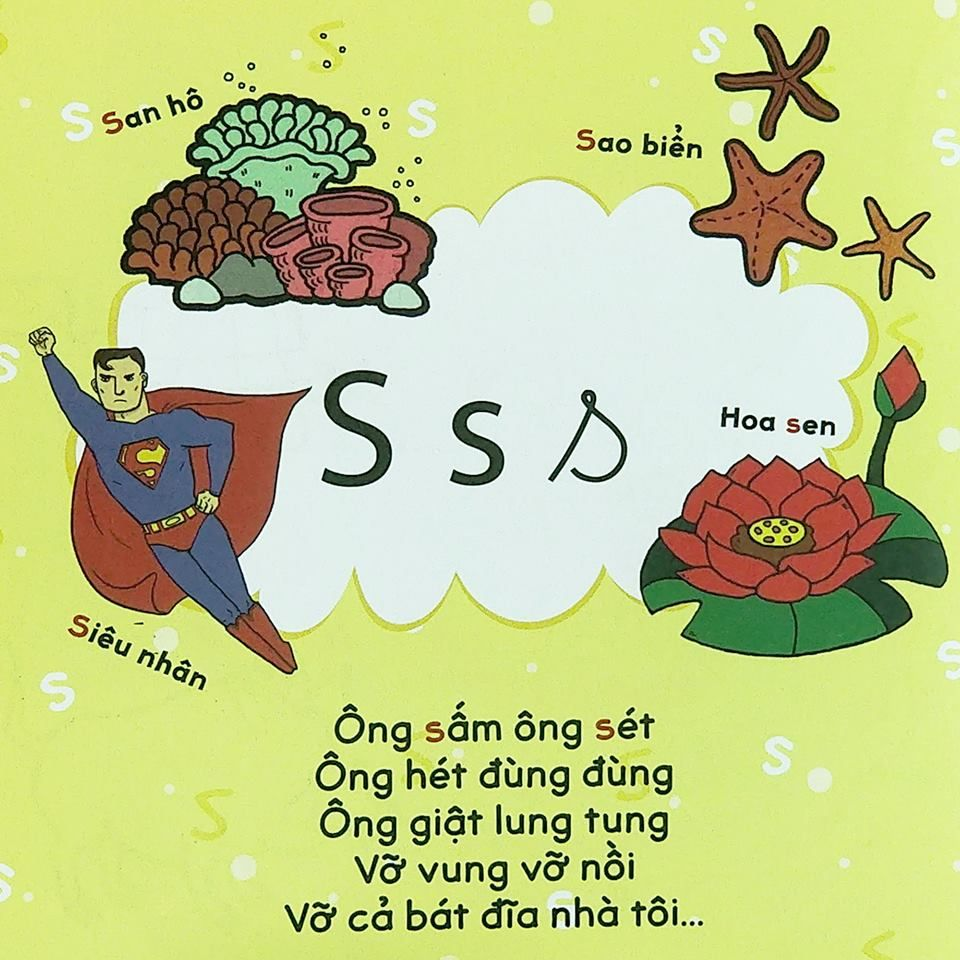 San hô
Sao biển
S s s
Hoa sen
Siêu nhân
Ông sấm ông sét
Ông hét đùng đùng
Ông giật lung tung
Vỡ vung vỡ nồi
Vỡ cả bát đĩa nhà tôi...